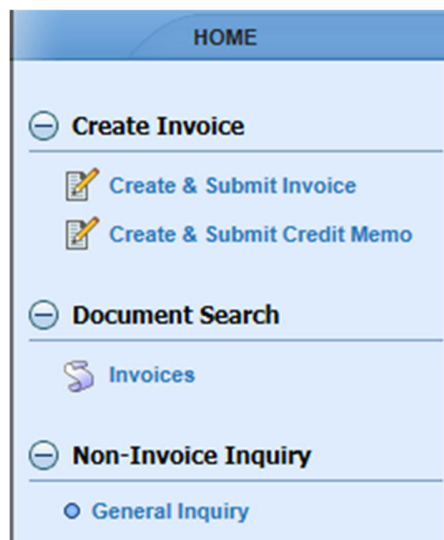 HOME
Create Invoice
Create & Submit Invoice
Create & Submit Credit Memo
Document Search
Invoices
Non-Invoice Inquiry
General Inquiry